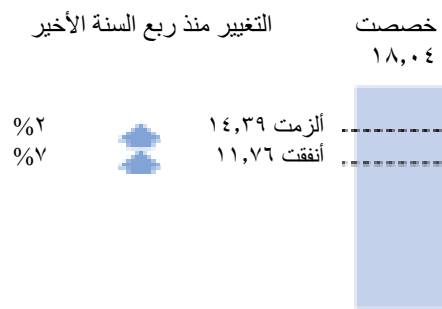 خصصت التغيير منذ ربع السنة الأخير
١٨,٠٤
ألزمت ١٤,٣٩ ٢%
أنفقت ١١,٧٦ ٧%